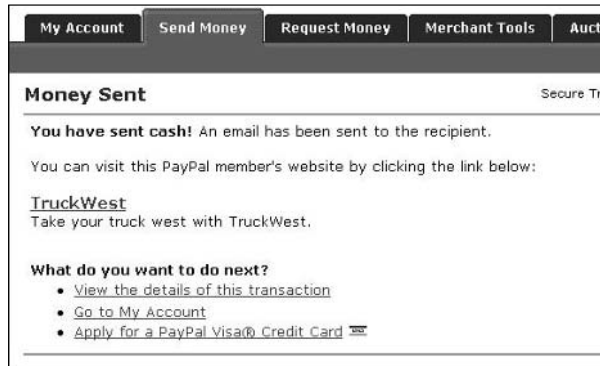 My Account Send Money Request Money Merchant Tools Auct
Money Sent Secure Tr
You have sent cash! An email has been sent to the recipient.
You can visit this PayPal member's website by clicking the link below:
TruckWest
Take your truck west with TruckWest.
What do you want to do next?
• View the details of this transaction
• Go to My Account
• Apply for a PayPal Visa® Credit Card